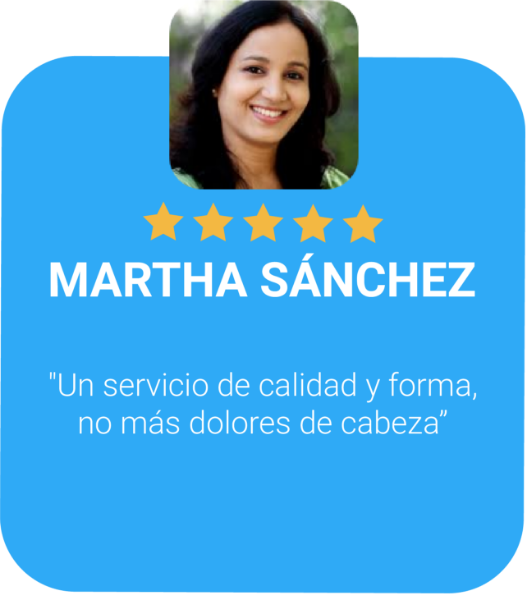 MARTHA SÁNCHEZ
"Un servicio de calidad y forma,
no más dolores de cabeza”